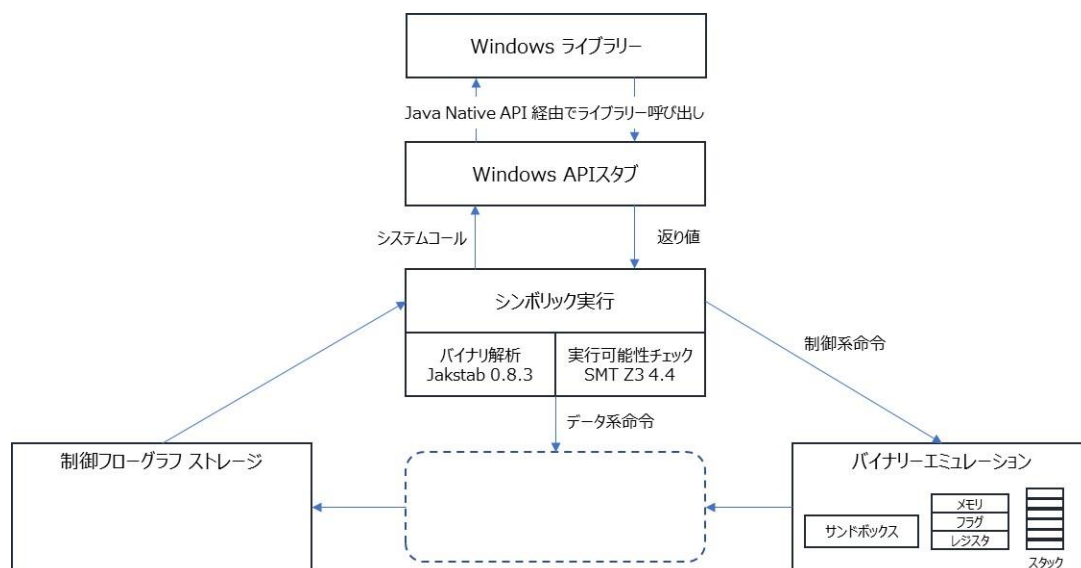 Windows ライブラリー
Java Native API 経由でライブラリー呼び出し
Windows APIスタブ
システムコール
返り値
シンボリック実行
バイナリ解析
Jakstab 0.8.3
実行可能性チェック
SMT Z3 4.4
制御系命令
データ系命令
制御フローグラフ ストレージ
バイナリーエミュレーション
サンドボックス
メモリ
フラグ
レジスタ
スタック